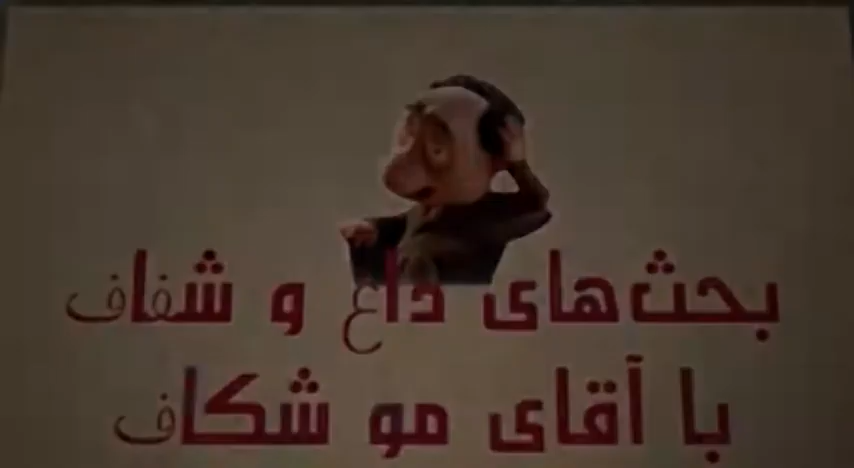 بحث‌های داغ و شفاف
با آقای مو شکاف